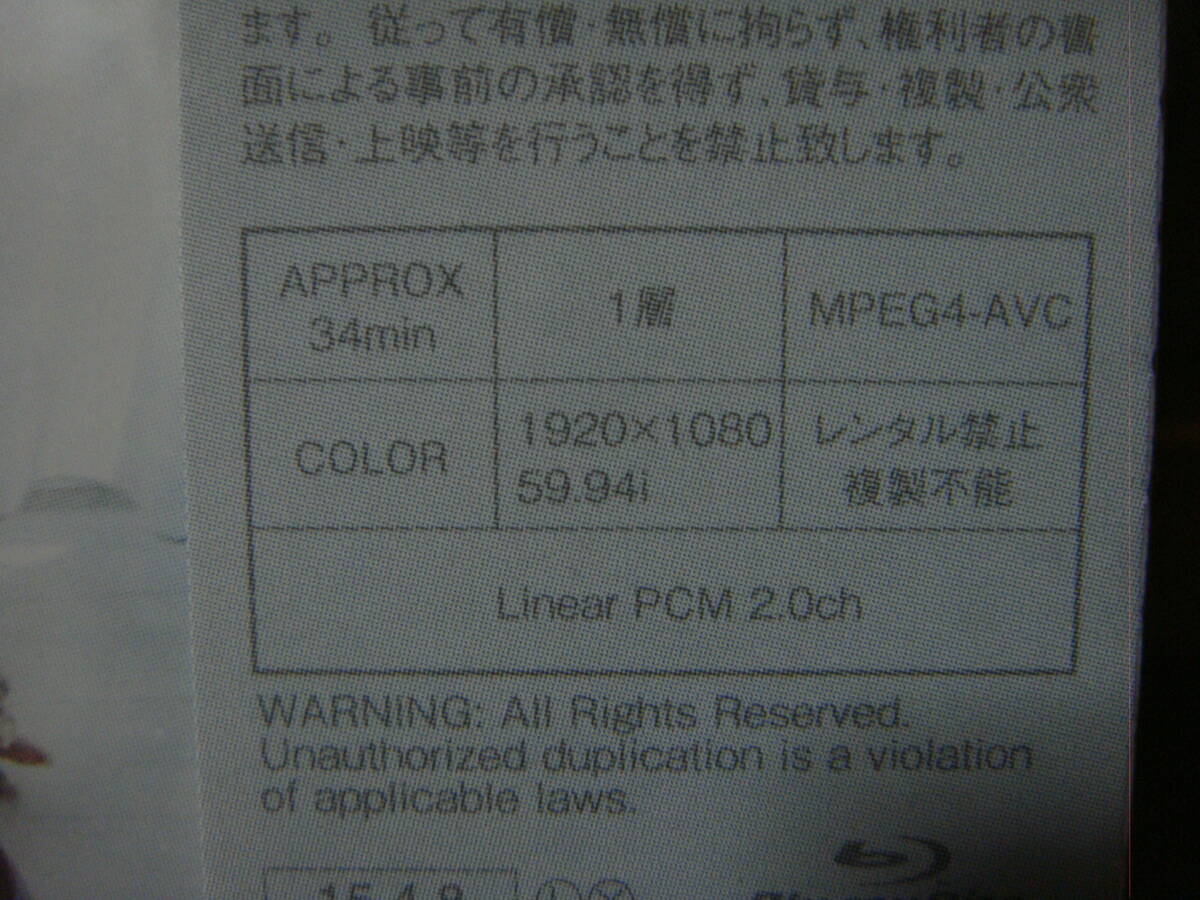 ます。従って有償・無償に拘らず、権利者の書
面による事前の承認を得ず、貸与・複製・公衆
送信・上映等を行うことを禁止致します。
APPROX
34min
1層
MPEG4-AVC
COLOR
1920×1080
59.94i
レンタル禁止
複製不能
Linear PCM 2.0ch
WARNING: All Rights Reserved.
Unauthorized duplication is a violation
of applicable laws.